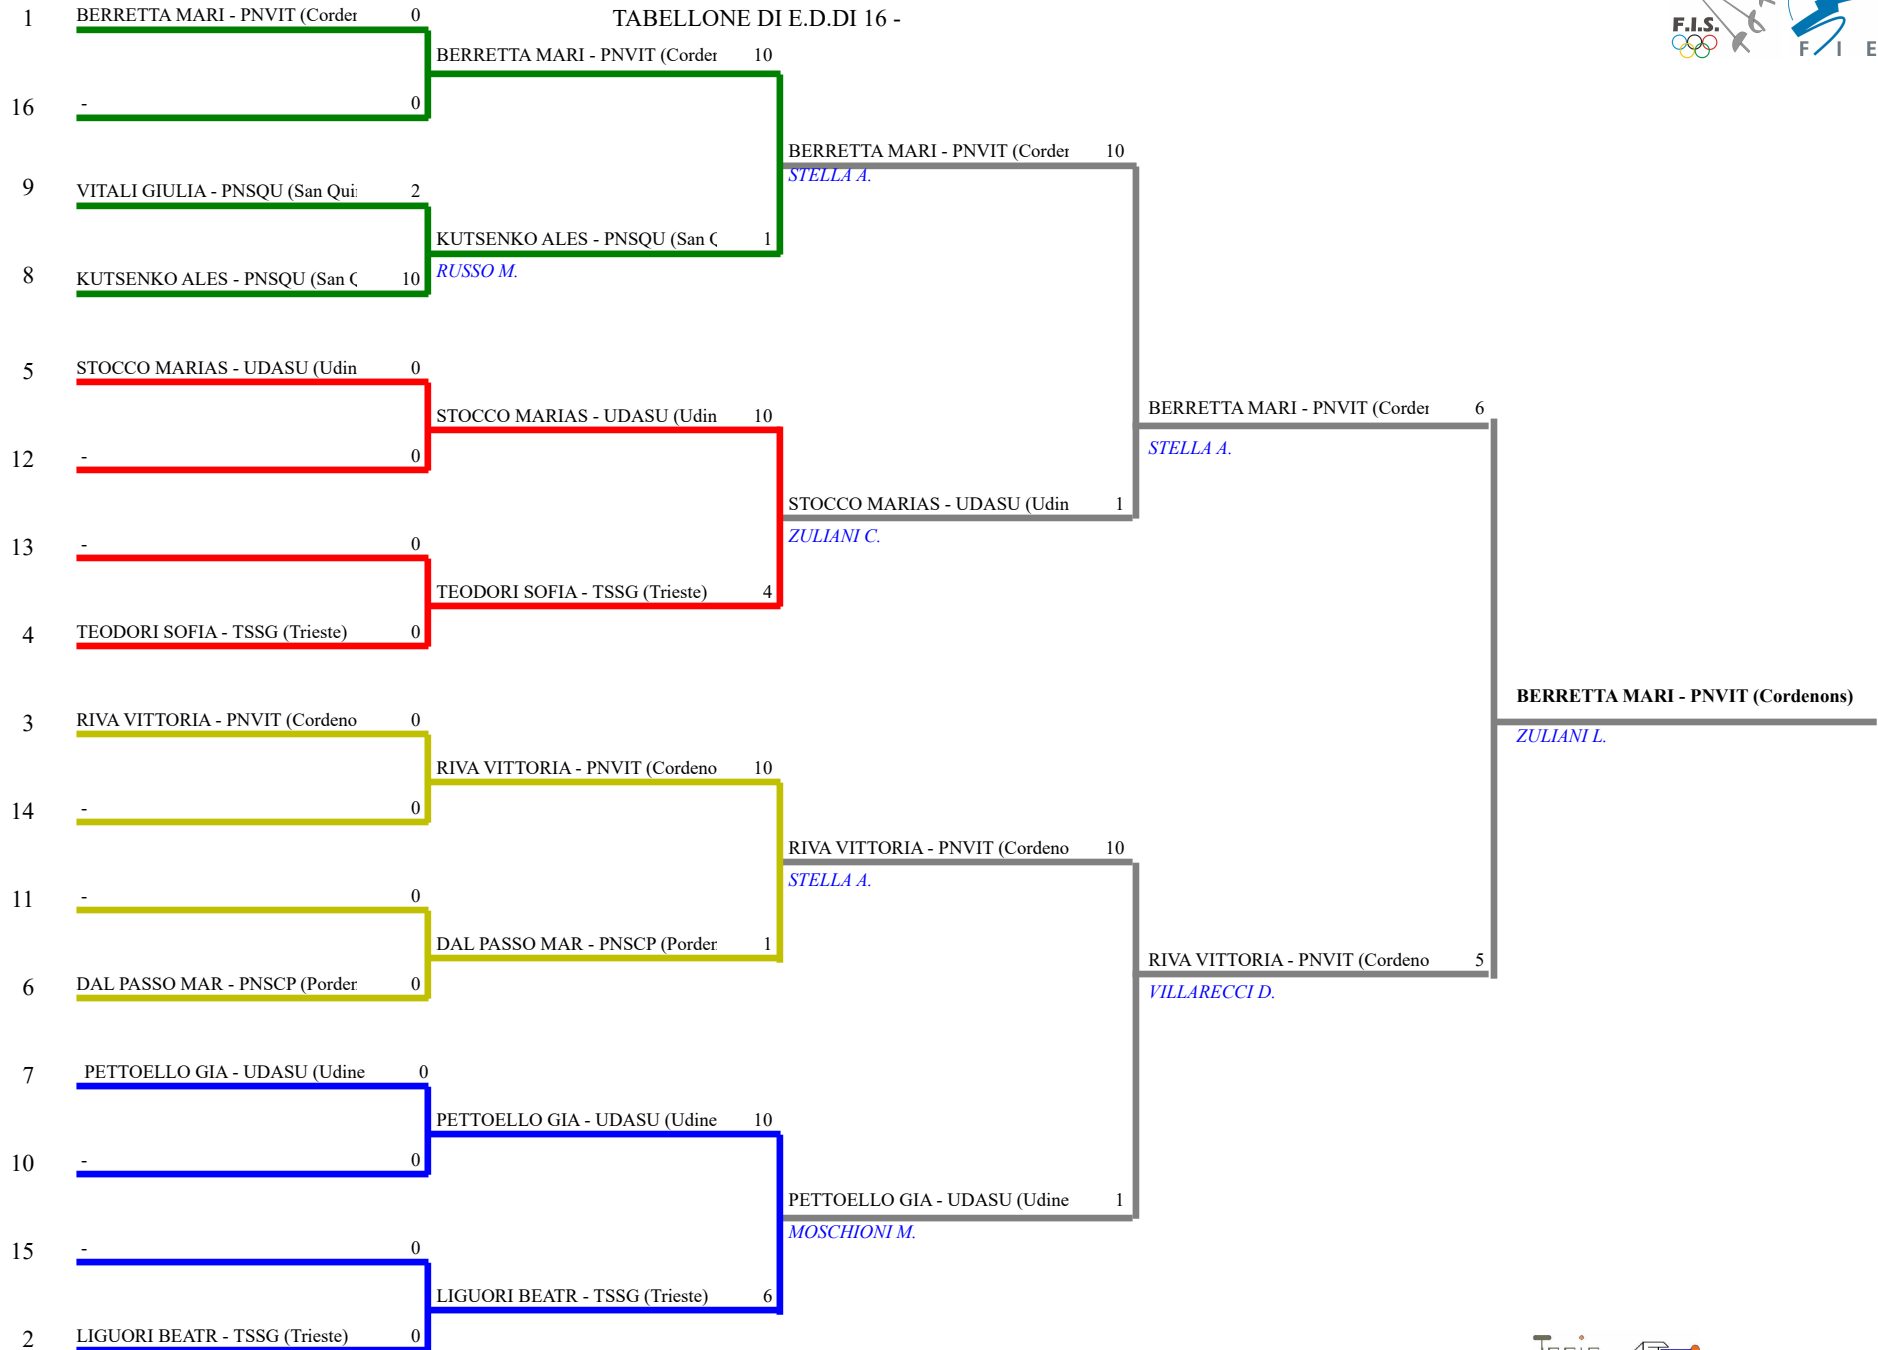 TABELLONE DI E.D.DI 16 -
F.I.S.
F I E
1 BERRETTA MARI - PNVIT (Corder 0
BERRETTA MARI - PNVIT (Corder 10
16 - 0
BERRETTA MARI - PNVIT (Corder 10
STELLA A.
9 VITALI GIULIA - PNSQU (San Qui 2
KUTSENKO ALES - PNSQU (San Q 1
RUSSO M.
8 KUTSENKO ALES - PNSQU (San Q 10
5 STOCCO MARIAS - UDASU (Udin 0
STOCCO MARIAS - UDASU (Udin 10
BERRETTA MARI - PNVIT (Corder 6
STELLA A.
12 - 0
STOCCO MARIAS - UDASU (Udin 1
ZULIANI C.
13 - 0
TEODORI SOFIA - TSSG (Trieste) 4
4 TEODORI SOFIA - TSSG (Trieste) 0
BERRETTA MARI - PNVIT (Cordenons)
ZULIANI L.
3 RIVA VITTORIA - PNVIT (Cordeno 0
RIVA VITTORIA - PNVIT (Cordeno 10
14 - 0
RIVA VITTORIA - PNVIT (Cordeno 10
STELLA A.
11 - 0
DAL PASSO MAR - PNSCP (Porder 1
RIVA VITTORIA - PNVIT (Cordeno 5
VILLARECCI D.
6 DAL PASSO MAR - PNSCP (Porder 0
7 PETTOELLO GIA - UDASU (Udine 0
PETTOELLO GIA - UDASU (Udine 10
10 - 0
PETTOELLO GIA - UDASU (Udine 1
MOSCHIONI M.
15 - 0
LIGUORI BEATR - TSSG (Trieste) 6
2 LIGUORI BEATR - TSSG (Trieste) 0